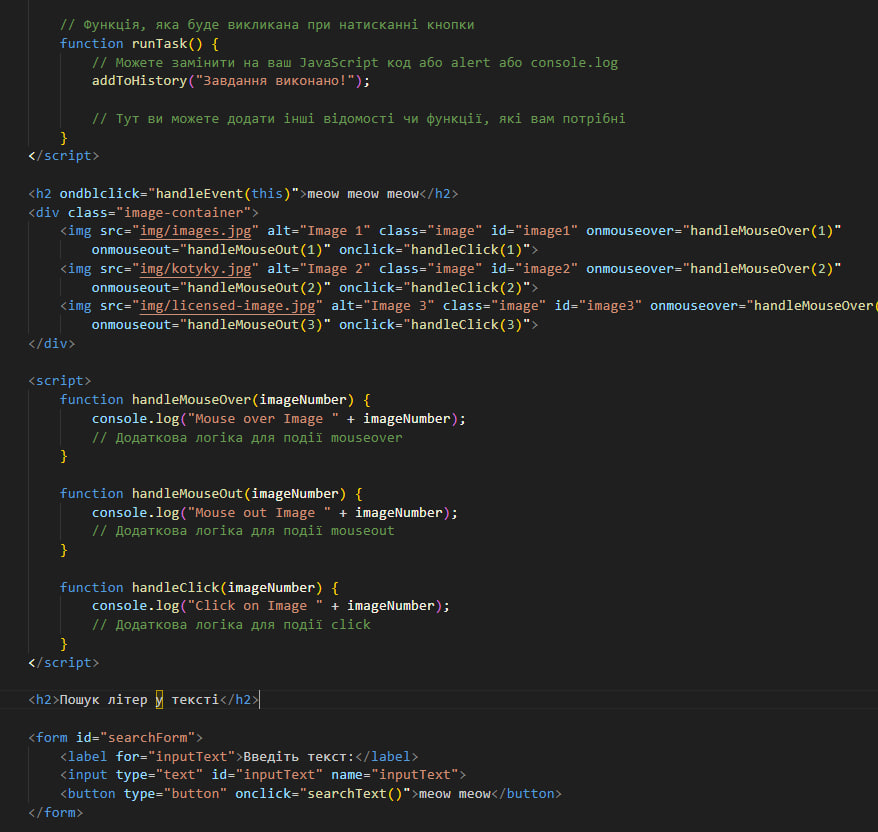 // Функція, яка буде викликана при натисканні кнопки
function runTask() {
// Можете замінити на ваш JavaScript код або alert або console.log
addToHistory("Завдання виконано!");
// Тут ви можете додати інші відомості чи функції, які вам потрібні
}
</script>
<h2 ondblclick="handleEvent(this)">meow meow meow</h2>
<div class="image-container">
<img src="img/images.jpg" alt="Image 1" class="image" id="image1" onmouseover="handleMouseOver(1)"
onmouseout="handleMouseOut(1)" onclick="handleClick(1)">
<img src="img/kotyky.jpg" alt="Image 2" class="image" id="image2" onmouseover="handleMouseOver(2)"
onmouseout="handleMouseOut(2)" onclick="handleClick(2)">
<img src="img/licensed-image.jpg" alt="Image 3" class="image" id="image3" onmouseover="handleMouseOver(
onmouseout="handleMouseOut(3)" onclick="handleClick(3)">
</div>
<script>
function handleMouseOver(imageNumber) {
console.log("Mouse over Image " + imageNumber);
// Додаткова логіка для події mouseover
}
function handleMouseOut(imageNumber) {
console.log("Mouse out Image " + imageNumber);
// Додаткова логіка для події mouseout
}
function handleClick(imageNumber) {
console.log("Click on Image " + imageNumber);
// Додаткова логіка для події click
}
</script>
<h2>Пошук літер у тексті</h2>
<form id="searchForm">
<label for="inputText">Введіть текст:</label>
<input type="text" id="inputText" name="inputText">
<button type="button" onclick="searchText()">meow meow</button>
</form>